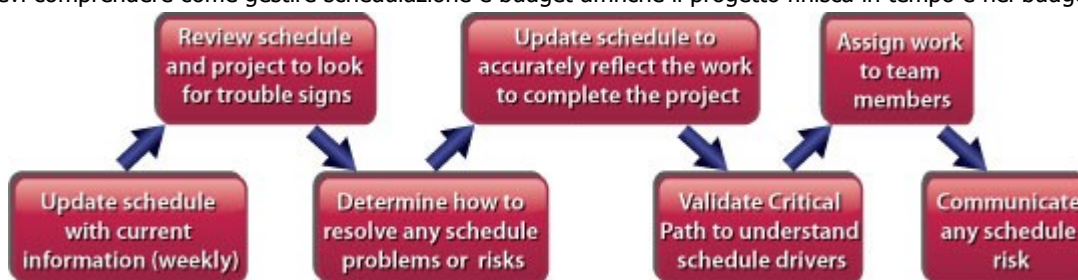 comprendere come gestire schedulazione e budget affinché il progetto finisca in tempo e nel
Review schedule
and project to look
for trouble signs
Update schedule to
accurately reflect the work
to complete the project
Assign work
to team
members
Update schedule
with current
information (weekly)
Determine how to
resolve any schedule
problems or risks
Validate Critical
Path to understand
schedule drivers
Communicate
any schedule
risk